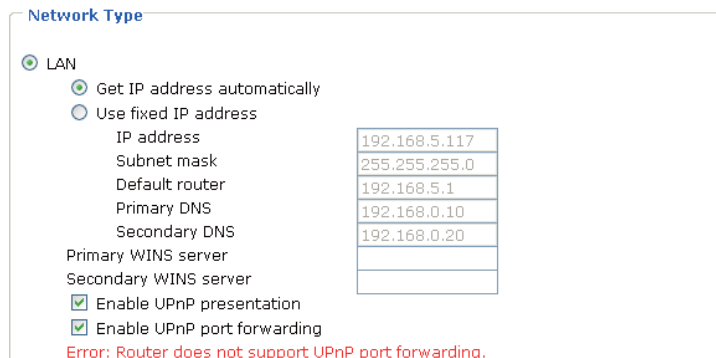 Network Type
LAN
Get IP address automatically
Use fixed IP address
IP address 192.168.5.117
Subnet mask 255.255.255.0
Default router 192.168.5.1
Primary DNS 192.168.0.10
Secondary DNS 192.168.0.20
Primary WINS server
Secondary WINS server
Enable UPnP presentation
Enable UPnP port forwarding
Error: Router does not support UPnP port forwarding.